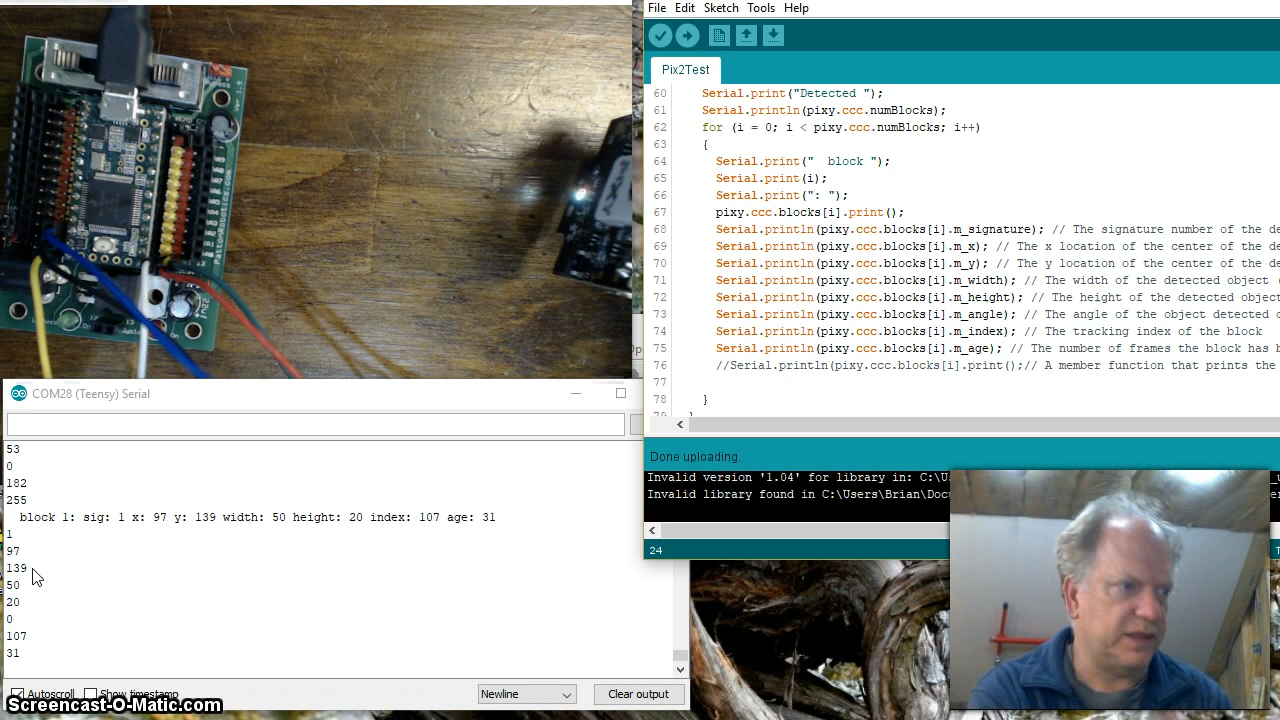 File Edit Sketch Tools Help
Pix2Test
60 Serial.print("Detected ");
61 Serial.println(pixy.ccc.numBlocks);
62 for (i = 0; i < pixy.ccc.numBlocks; i++)
63 {
64 Serial.print("  block ");
65 Serial.print(i);
66 Serial.print(": ");
67 pixy.ccc.blocks[i].print();
68 Serial.println(pixy.ccc.blocks[i].m_signature); // The signature number of the de
69 Serial.println(pixy.ccc.blocks[i].m_x); // The x location of the center of the de
70 Serial.println(pixy.ccc.blocks[i].m_y); // The y location of the center of the de
71 Serial.println(pixy.ccc.blocks[i].m_width); // The width of the detected object
72 Serial.println(pixy.ccc.blocks[i].m_height); // The height of the detected object
73 Serial.println(pixy.ccc.blocks[i].m_angle); // The angle of the object detected
74 Serial.println(pixy.ccc.blocks[i].m_index); // The tracking index of the block
75 Serial.println(pixy.ccc.blocks[i].m_age); // The number of frames the block has b
76 //Serial.println(pixy.ccc.blocks[i].print();// A member function that prints the
77
78 }
Done uploading.
Invalid version '1.04' for library in: C:\U
Invalid library found in C:\Users\Brian\Docu
24
PattonRobotics.com
Ver 1.9
COM28 (Teensy) Serial
53
0
182
255
block 1: sig: 1 x: 97 y: 139 width: 50 height: 20 index: 107 age: 31
1
97
139
50
20
0
107
31
Autoscroll Show timestamp Newline Clear output
Screencast-O-Matic.com